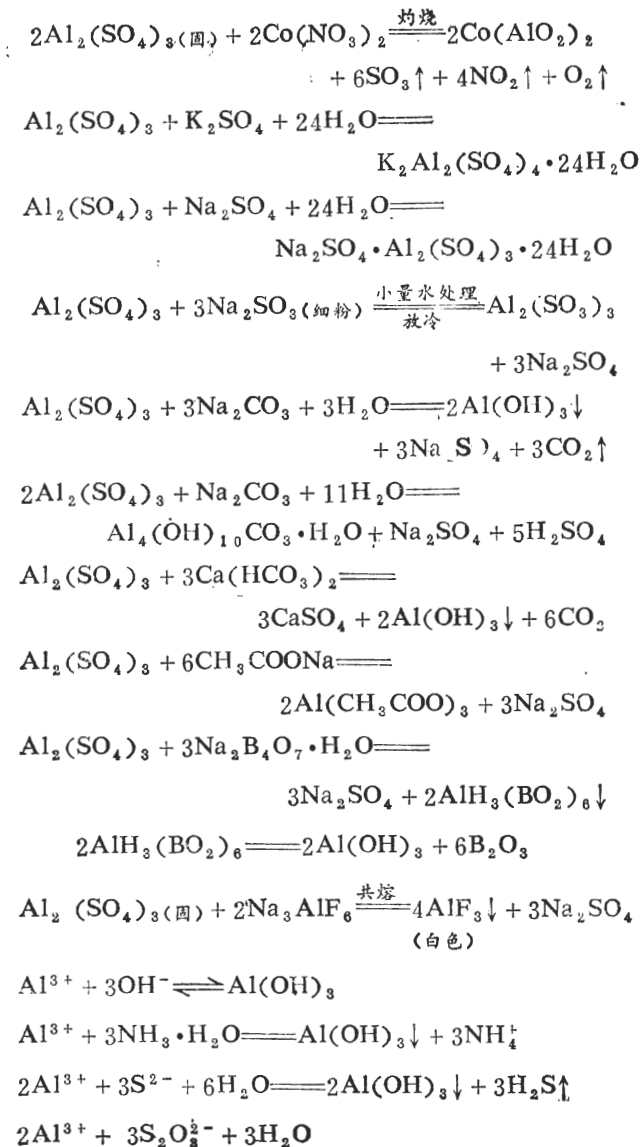 2Al₂(SO₄)₃(固) + 2Co(NO₃)₂ ══灼烧══ 2Co(AlO₂)₂
+ 6SO₃↑ + 4NO₂↑ + O₂↑
Al₂(SO₄)₃ + K₂SO₄ + 24H₂O══
K₂Al₂(SO₄)₄·24H₂O
Al₂(SO₄)₃ + Na₂SO₄ + 24H₂O══
Na₂SO₄·Al₂(SO₄)₃·24H₂O
Al₂(SO₄)₃ + 3Na₂SO₃(细粉) ══小量水处理 放冷══ Al₂(SO₃)₃
+ 3Na₂SO₄
Al₂(SO₄)₃ + 3Na₂CO₃ + 3H₂O══2Al(OH)₃↓
+ 3Na S ₄ + 3CO₂↑
2Al₂(SO₄)₃ + Na₂CO₃ + 11H₂O══
Al₄(OH)₁₀CO₃·H₂O + Na₂SO₄ + 5H₂SO₄
Al₂(SO₄)₃ + 3Ca(HCO₃)₂══
3CaSO₄ + 2Al(OH)₃↓ + 6CO₂
Al₂(SO₄)₃ + 6CH₃COONa══
2Al(CH₃COO)₃ + 3Na₂SO₄
Al₂(SO₄)₃ + 3Na₂B₄O₇·H₂O══
3Na₂SO₄ + 2AlH₃(BO₂)₆↓
2AlH₃(BO₂)₆══2Al(OH)₃ + 6B₂O₃
Al₂ (SO₄)₃(固) + 2Na₃AlF₆ ══共熔══ 4AlF₃↓ + 3Na₂SO₄
(白色)
Al³⁺ + 3OH⁻⇌Al(OH)₃
Al³⁺ + 3NH₃·H₂O══Al(OH)₃↓ + 3NH₄⁺
2Al³⁺ + 3S²⁻ + 6H₂O══2Al(OH)₃↓ + 3H₂S↑
2Al³⁺ + 3S₂O₃²⁻ + 3H₂O